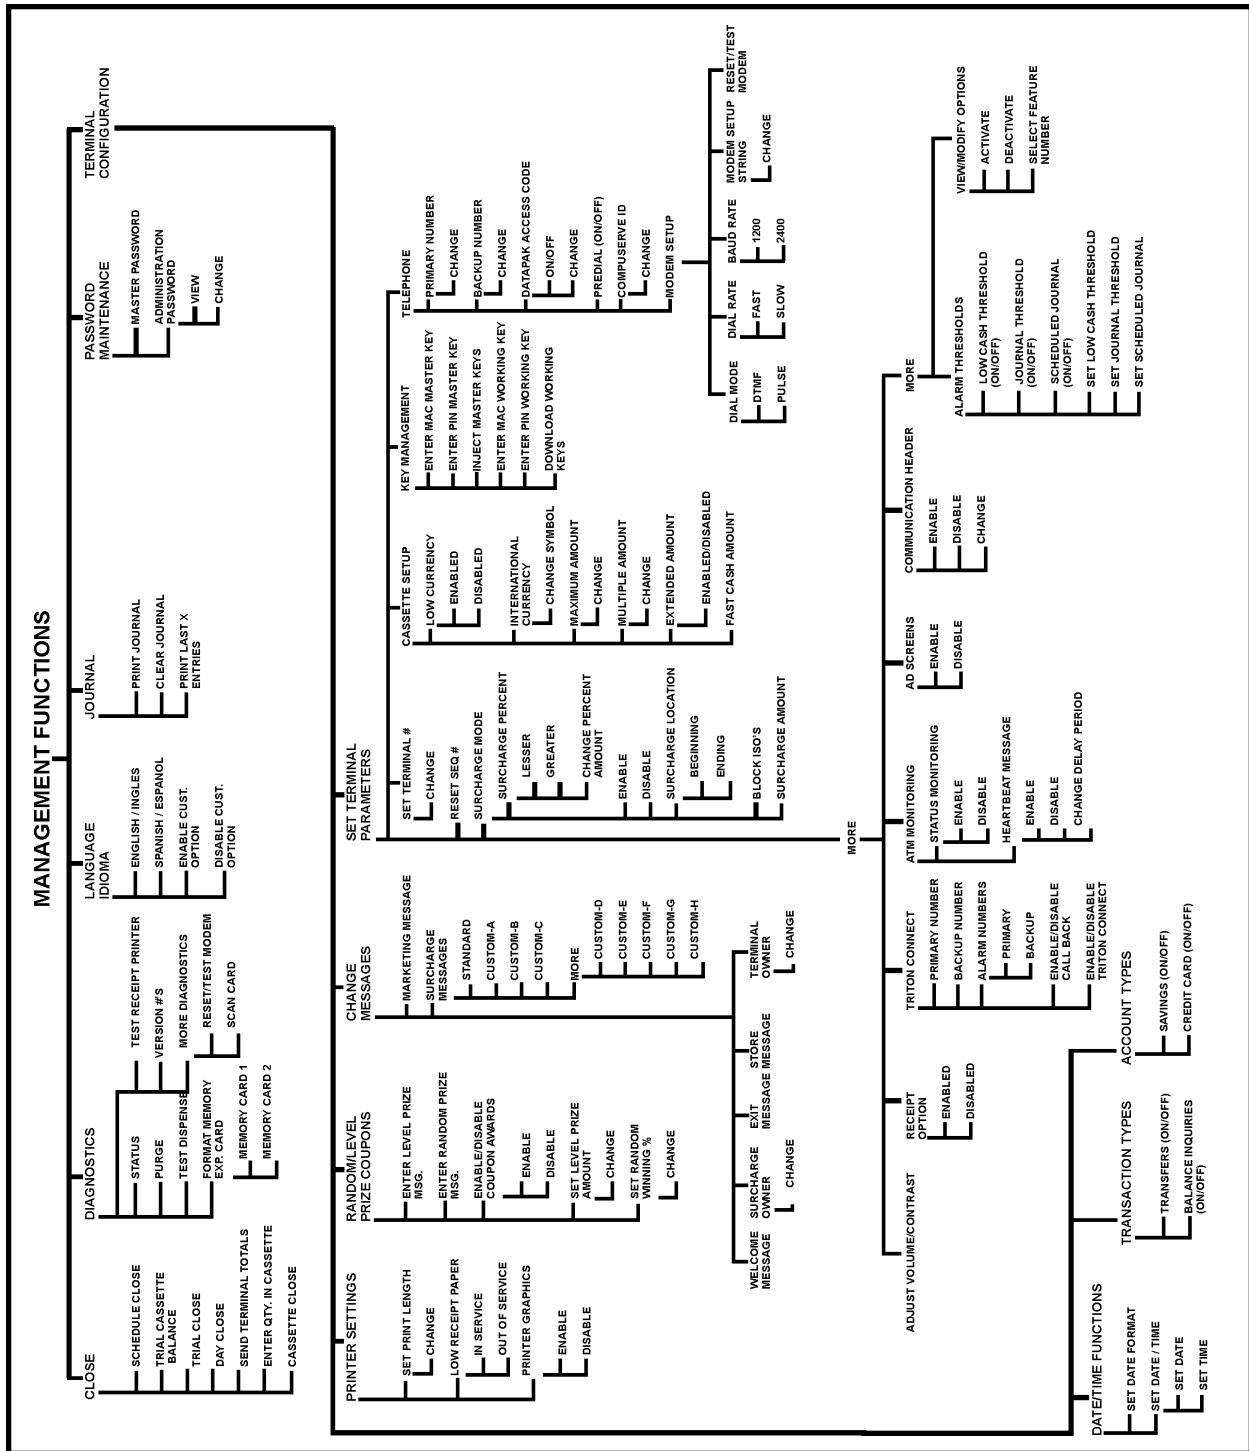 MANAGEMENT FUNCTIONS
CLOSE
SCHEDULE CLOSE
TRIAL CASSETTE
BALANCE
TRIAL CLOSE
DAY CLOSE
SEND TERMINAL TOTALS
ENTER QTY. IN CASSETTE
CASSETTE CLOSE
DIAGNOSTICS
STATUS
PURGE
TEST DISPENSE
FORMAT MEMORY
EXP. CARD
MEMORY CARD 1
MEMORY CARD 2
TEST RECEIPT PRINTER
VERSION #'S
MORE DIAGNOSTICS
RESET/TEST MODEM
SCAN CARD
LANGUAGE
IDIOMA
ENGLISH / INGLES
SPANISH / ESPANOL
ENABLE CUST.
OPTION
DISABLE CUST.
OPTION
JOURNAL
PRINT JOURNAL
CLEAR JOURNAL
PRINT LAST X
ENTRIES
PASSWORD
MAINTENANCE
MASTER PASSWORD
ADMINISTRATION
PASSWORD
VIEW
CHANGE
TERMINAL
CONFIGURATION
PRINTER SETTINGS
SET PRINT LENGTH
CHANGE
LOW RECEIPT PAPER
IN SERVICE
OUT OF SERVICE
PRINTER GRAPHICS
ENABLE
DISABLE
RANDOM/LEVEL
PRIZE COUPONS
ENTER LEVEL PRIZE
MSG.
ENTER RANDOM PRIZE
MSG.
ENABLE/DISABLE
COUPON AWARDS
ENABLE
DISABLE
SET LEVEL PRIZE
AMOUNT
CHANGE
SET RANDOM
WINING %
CHANGE
CHANGE
MESSAGES
MARKETING MESSAGE
SURCHARGE
MESSAGES
STANDARD
CUSTOM-A
CUSTOM-B
CUSTOM-C
MORE
CUSTOM-D
CUSTOM-E
CUSTOM-F
CUSTOM-G
CUSTOM-H
WELCOME
MESSAGE
SURCHARGE
OWNER
CHANGE
EXIT
MESSAGE
STORE
MESSAGE
TERMINAL
OWNER
CHANGE
SET TERMINAL
PARAMETERS
SET TERMINAL #
CHANGE
RESET SEQ #
SURCHARGE MODE
SURCHARGE PERCENT
LESSER
GREATER
CHANGE PERCENT
AMOUNT
ENABLE
DISABLE
SURCHARGE LOCATION
BEGINNING
ENDING
BLOCK ISO'S
SURCHARGE AMOUNT
MORE
CASSETTE SETUP
LOW CURRENCY
ENABLED
DISABLED
INTERNATIONAL
CURRENCY
CHANGE SYMBOL
MAXIMUM AMOUNT
CHANGE
MULTIPLE AMOUNT
CHANGE
EXTENDED AMOUNT
ENABLED/DISABLED
FAST CASH AMOUNT
KEY MANAGEMENT
ENTER MAC MASTER KEY
ENTER PIN MASTER KEY
INJECT MASTER KEYS
ENTER MAC WORKING KEY
ENTER PIN WORKING KEY
DOWNLOAD WORKING
KEYS
TELEPHONE
PRIMARY NUMBER
CHANGE
BACKUP NUMBER
CHANGE
DATAPAK ACCESS CODE
ON/OFF
CHANGE
PREDIAL (ON/OFF)
COMPUSERVE ID
CHANGE
MODEM SETUP
DIAL MODE
DTMF
PULSE
DIAL RATE
FAST
SLOW
BAUD RATE
1200
2400
MODEM SETUP
STRING
CHANGE
RESET/TEST
MODEM
ADJUST VOLUME/CONTRAST
RECEIPT
OPTION
ENABLED
DISABLED
TRITON CONNECT
PRIMARY NUMBER
BACKUP NUMBER
ALARM NUMBERS
PRIMARY
BACKUP
ENABLE/DISABLE
CALL BACK
ENABLE/DISABLE
TRITON CONNECT
ATM MONITORING
STATUS MONITORING
ENABLE
DISABLE
HEARTBEAT MESSAGE
ENABLE
DISABLE
CHANGE DELAY PERIOD
AD SCREENS
ENABLE
DISABLE
COMMUNICATION HEADER
ENABLE
DISABLE
CHANGE
MORE
ALARM THRESHOLDS
LOW CASH THRESHOLD
(ON/OFF)
JOURNAL THRESHOLD
(ON/OFF)
SCHEDULED JOURNAL
(ON/OFF)
SET LOW CASH THRESHOLD
SET JOURNAL THRESHOLD
SET SCHEDULED JOURNAL
VIEW/MODIFY OPTIONS
ACTIVATE
DEACTIVATE
SELECT FEATURE
NUMBER
DATE/TIME FUNCTIONS
SET DATE FORMAT
SET DATE / TIME
SET DATE
SET TIME
TRANSACTION TYPES
TRANSFERS (ON/OFF)
BALANCE INQUIRIES
(ON/OFF)
ACCOUNT TYPES
SAVINGS (ON/OFF)
CREDIT CARD (ON/OFF)